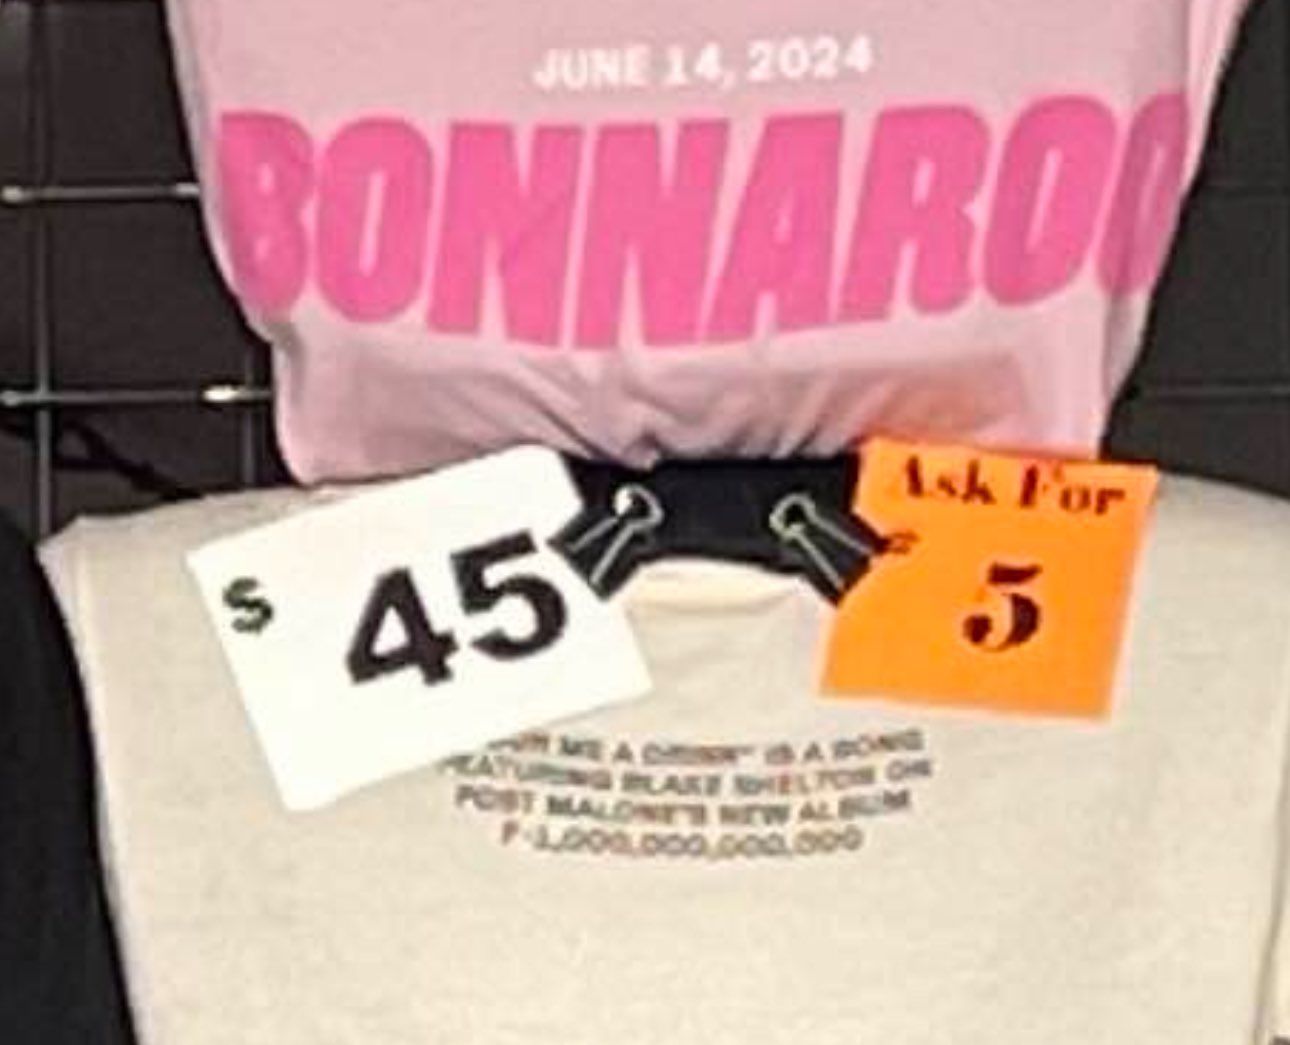 JUNE 14, 2024
BONNAROO
$ 45
Ask For
# 5
ME A DRINK" IS A SONG
FEATURING BLAKE SHELTON ON
POST MALONE'S NEW ALBUM
F-1,000,000,000,000